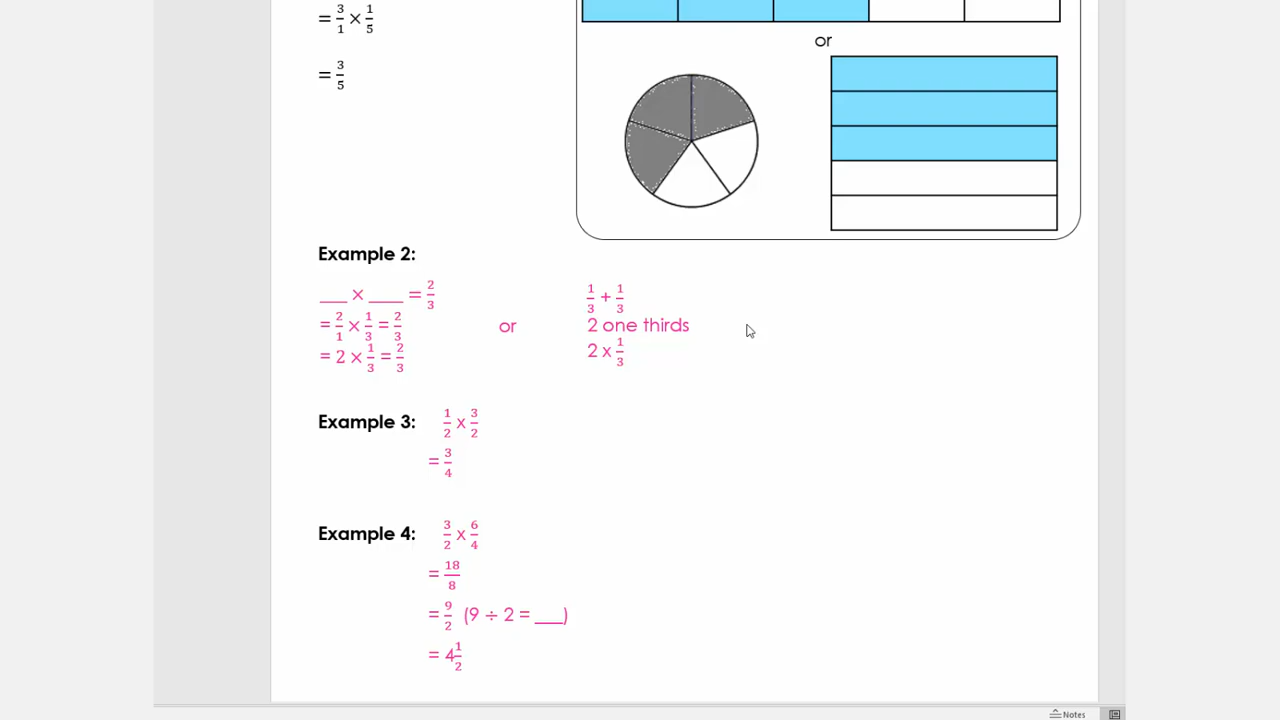 = 3/1 × 1/5
= 3/5
or
Example 2:
___ × ____ = 2/3
= 2/1 × 1/3 = 2/3
= 2 × 1/3 = 2/3
or
1/3 + 1/3
2 one thirds
2 x 1/3
Example 3: 1/2 x 3/2
= 3/4
Example 4: 3/2 x 6/4
= 18/8
= 9/2 (9 ÷ 2 = ___)
= 4 1/2
Notes